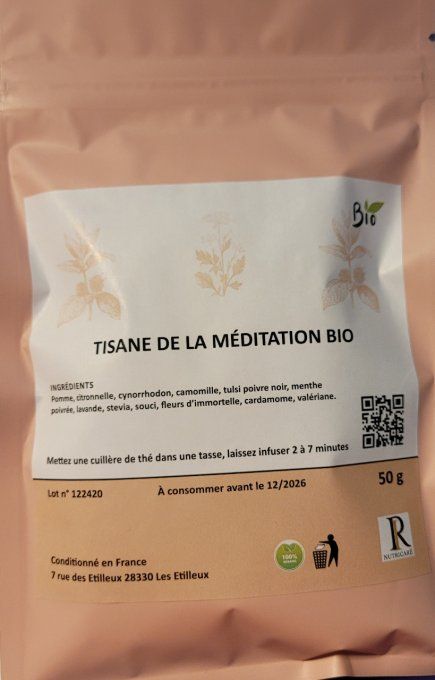 Bio
TISANE DE LA MÉDITATION BIO
INGRÉDIENTS
Pomme, citronnelle, cynorrhodon, camomille, tulsi poivre noir, menthe
poivrée, lavande, stevia, souci, fleurs d'immortelle, cardamome, valériane.
Mettez une cuillère de thé dans une tasse, laissez infuser 2 à 7 minutes
Lot n° 122420
À consommer avant le 12/2026
50 g
100%
R
NUTRICARÉ
Conditionné en France
7 rue des Etilleux 28330 Les Etilleux